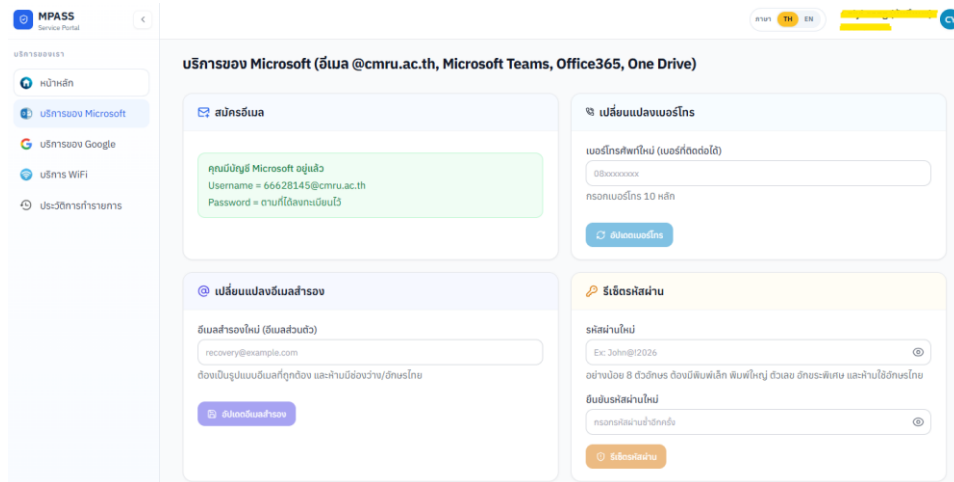 MPASS
Service Portal
ภาษา TH EN
บริการของเรา
หน้าหลัก
บริการของ Microsoft
บริการของ Google
บริการ WiFi
ประวัติการทำรายการ
บริการของ Microsoft (อีเมล @cmru.ac.th, Microsoft Teams, Office365, One Drive)
สมัครอีเมล
คุณมีบัญชี Microsoft อยู่แล้ว
Username = 66628145@cmru.ac.th
Password = ตามที่ได้ลงทะเบียนไว้
เปลี่ยนแปลงเบอร์โทร
เบอร์โทรศัพท์ใหม่ (เบอร์ที่ติดต่อได้)
08xxxxxxxx
กรอกเบอร์โทร 10 หลัก
อัปเดตเบอร์โทร
เปลี่ยนแปลงอีเมลสำรอง
อีเมลสำรองใหม่ (อีเมลส่วนตัว)
recovery@example.com
ต้องเป็นรูปแบบอีเมลที่ถูกต้อง และห้ามมีช่องว่าง/อักษรไทย
อัปเดตอีเมลสำรอง
รีเซ็ตรหัสผ่าน
รหัสผ่านใหม่
Ex: John@!2026
อย่างน้อย 8 ตัวอักษร ต้องมีพิมพ์เล็ก พิมพ์ใหญ่ ตัวเลข อักขระพิเศษ และห้ามใช้อักษรไทย
ยืนยันรหัสผ่านใหม่
กรอกรหัสผ่านซ้ำอีกครั้ง
รีเซ็ตรหัสผ่าน